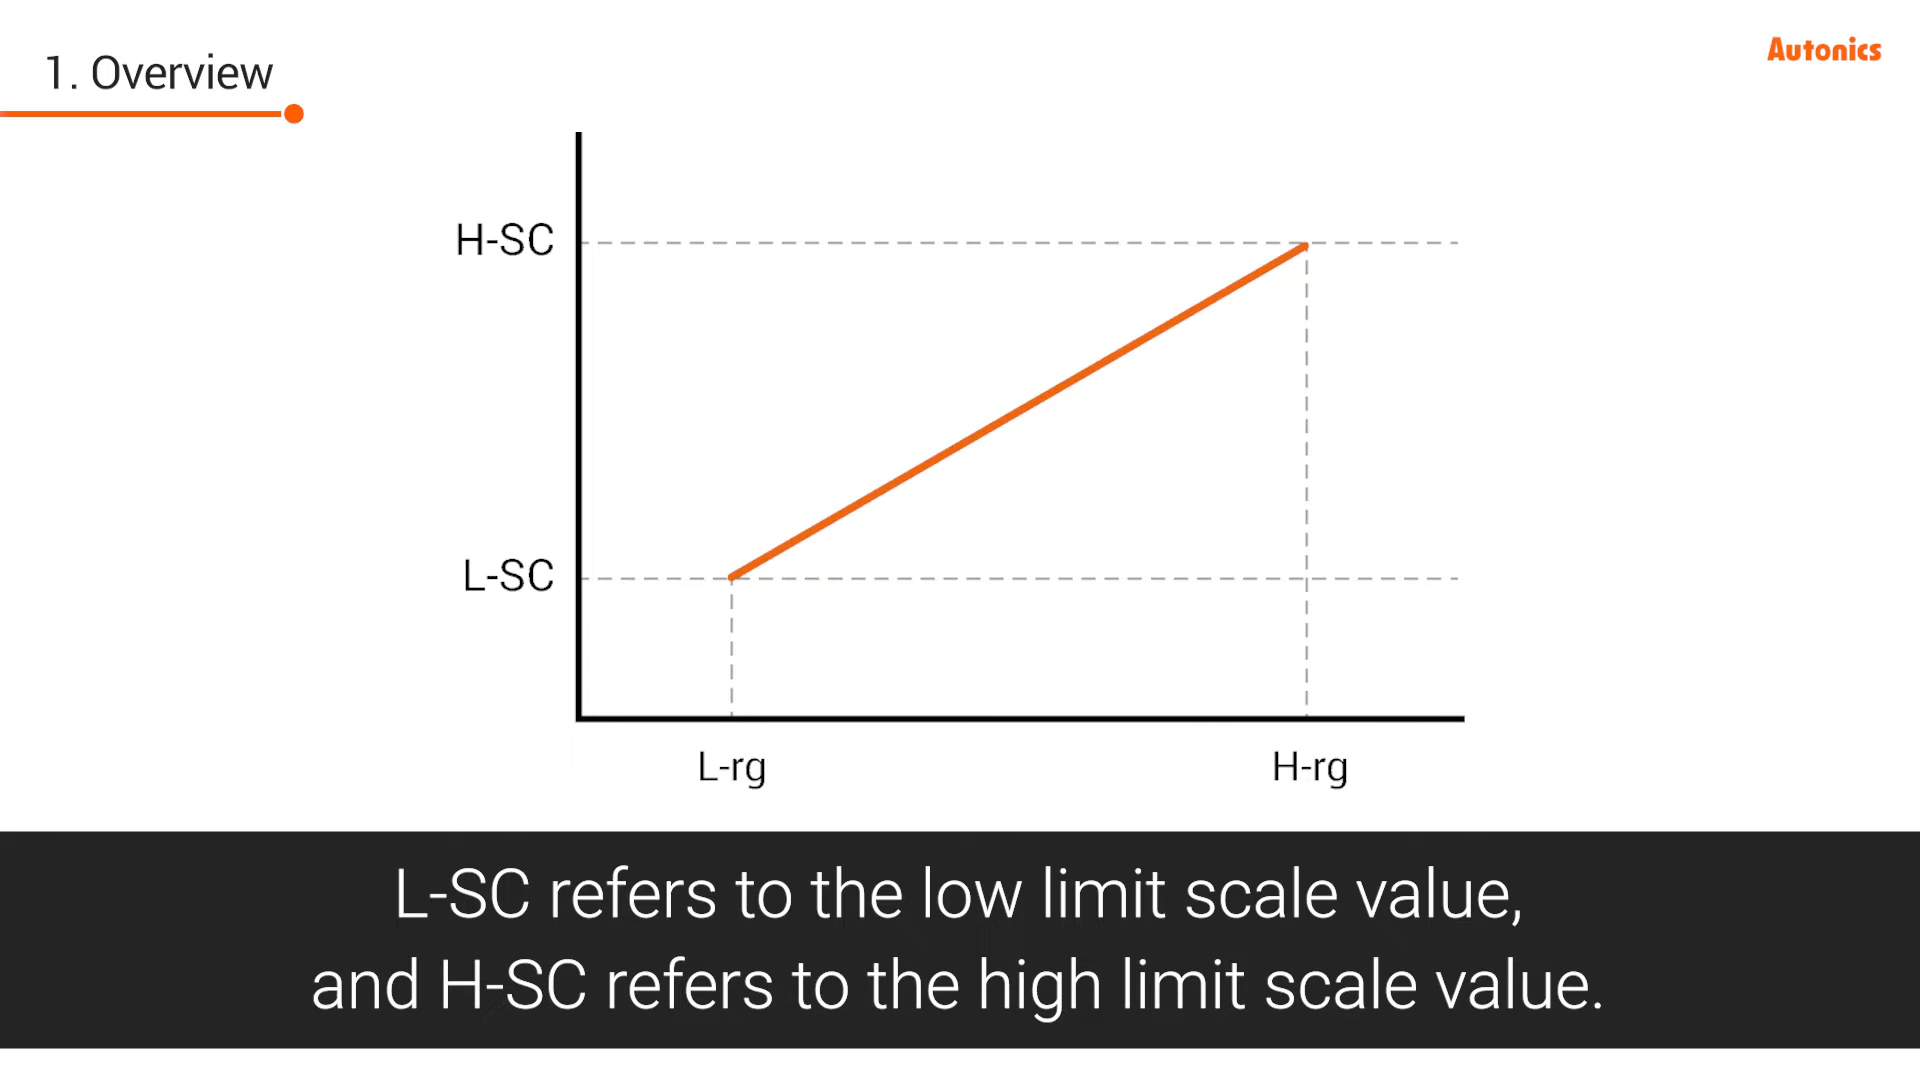 1. Overview
Autonics
H-SC
L-SC
L-rg
H-rg
L-SC refers to the low limit scale value,
and H-SC refers to the high limit scale value.